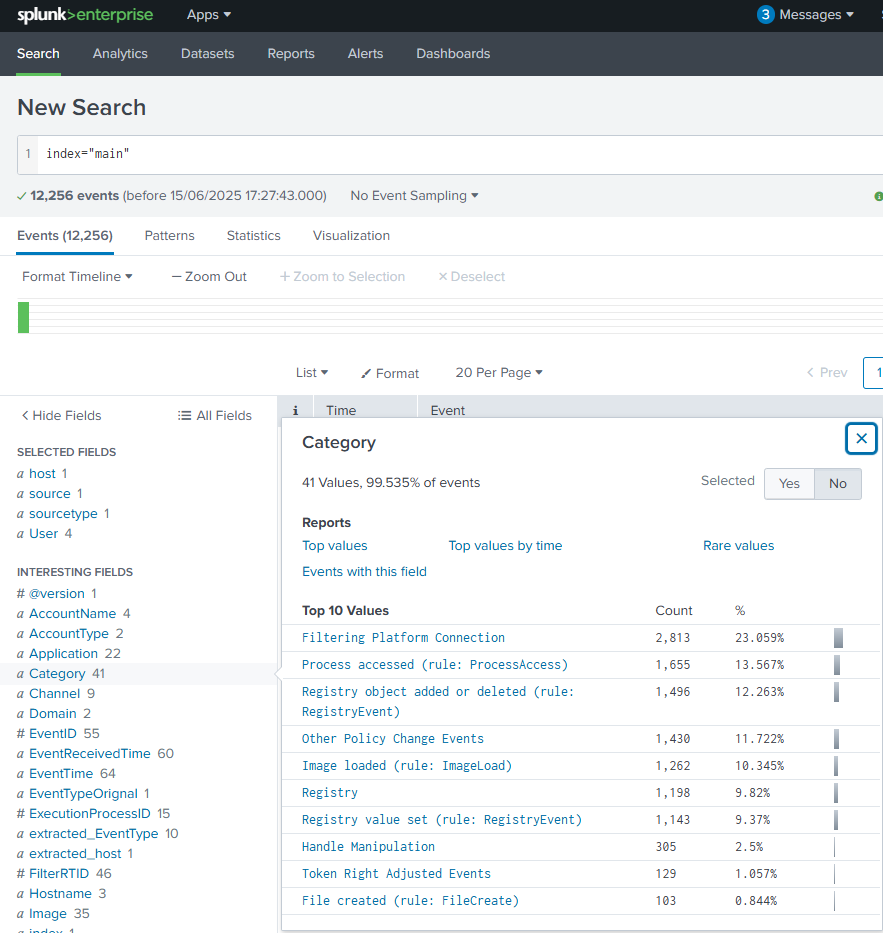 splunk>enterprise Apps 3 Messages
Search Analytics Datasets Reports Alerts Dashboards
New Search
1 index="main"
12,256 events (before 15/06/2025 17:27:43.000) No Event Sampling
Events (12,256) Patterns Statistics Visualization
Format Timeline — Zoom Out + Zoom to Selection × Deselect
List Format 20 Per Page < Prev 1
< Hide Fields All Fields
i Time Event
SELECTED FIELDS
a host 1
a source 1
a sourcetype 1
a User 4
INTERESTING FIELDS
# @version 1
a AccountName 4
a AccountType 2
a Application 22
a Category 41
a Channel 9
a Domain 2
# EventID 55
a EventReceivedTime 60
a EventTime 64
a EventTypeOrignal 1
# ExecutionProcessID 15
a extracted_EventType 10
a extracted_host 1
# FilterRTID 46
a Hostname 3
a Image 35
a index 1
Category
41 Values, 99.535% of events Selected Yes No
Reports
Top values Top values by time Rare values
Events with this field
Top 10 Values Count %
Filtering Platform Connection 2,813 23.059%
Process accessed (rule: ProcessAccess) 1,655 13.567%
Registry object added or deleted (rule: 1,496 12.263%
RegistryEvent)
Other Policy Change Events 1,430 11.722%
Image loaded (rule: ImageLoad) 1,262 10.345%
Registry 1,198 9.82%
Registry value set (rule: RegistryEvent) 1,143 9.37%
Handle Manipulation 305 2.5%
Token Right Adjusted Events 129 1.057%
File created (rule: FileCreate) 103 0.844%